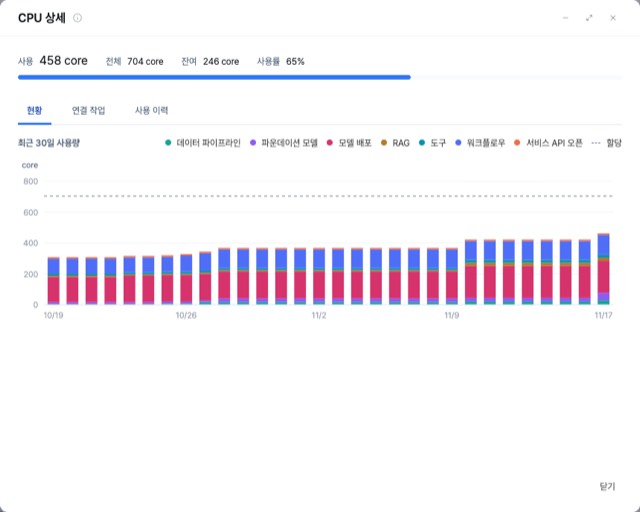 CPU 상세
사용 458 core 전체 704 core 잔여 246 core 사용률 65%
현황 연결 작업 사용 이력
최근 30일 사용량 데이터 파이프라인 파운데이션 모델 모델 배포 RAG 도구 워크플로우 서비스 API 오픈 할당
core
800
600
400
200
0
10/19 10/26 11/2 11/9 11/17
닫기